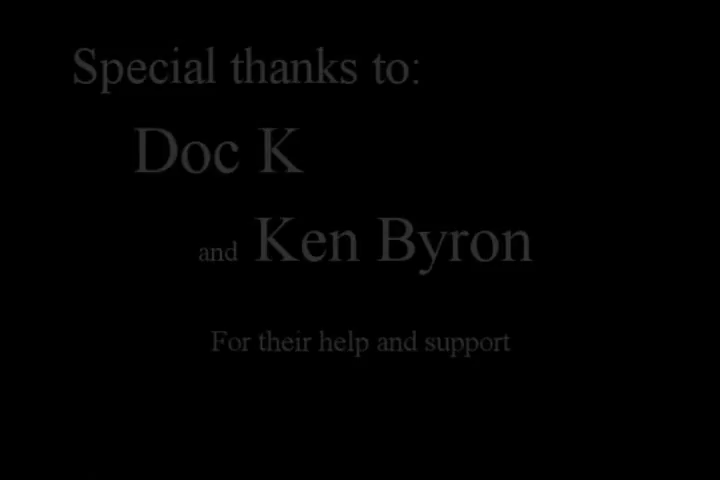 Special thanks to:
Doc K
and Ken Byron
For their help and support